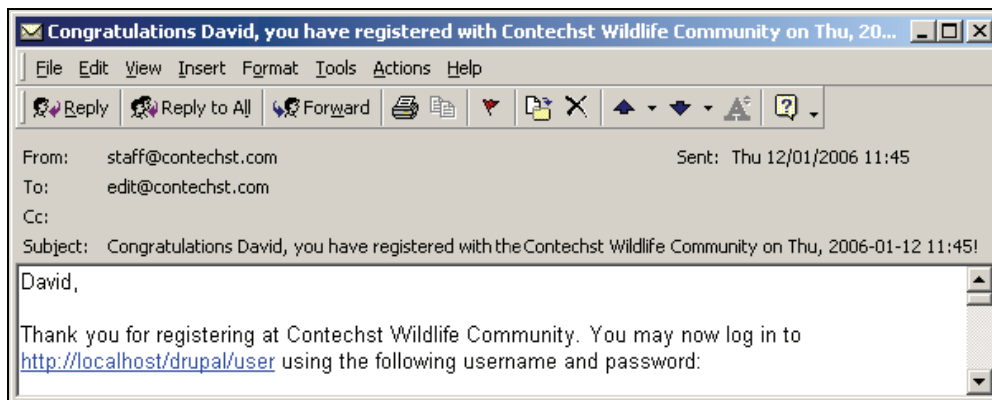 Congratulations David, you have registered with Contechst Wildlife Community on Thu, 20...
File Edit View Insert Format Tools Actions Help
Reply Reply to All Forward
From: staff@contechst.com Sent: Thu 12/01/2006 11:45
To: edit@contechst.com
Cc:
Subject: Congratulations David, you have registered with the Contechst Wildlife Community on Thu, 2006-01-12 11:45!
David,
Thank you for registering at Contechst Wildlife Community. You may now log in to
http://localhost/drupal/user using the following username and password: